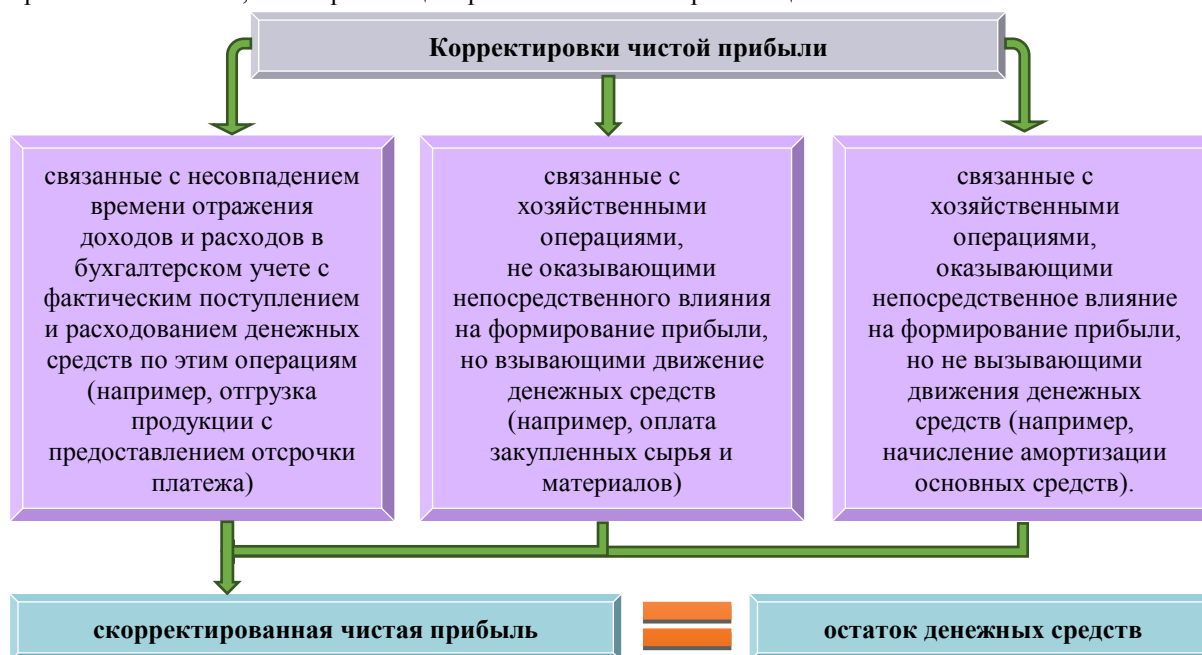 Корректировки чистой прибыли
связанные с несовпадением
времени отражения
доходов и расходов в
бухгалтерском учете с
фактическим поступлением
и расходованием денежных
средств по этим операциям
(например, отгрузка
продукции с
предоставлением отсрочки
платежа)
связанные с
хозяйственными
операциями,
не оказывающими
непосредственного влияния
на формирование прибыли,
но взывающими движение
денежных средств
(например, оплата
закупленных сырья и
материалов)
связанные с
хозяйственными
операциями,
оказывающими
непосредственное влияние
на формирование прибыли,
но не вызывающими
движения денежных
средств (например,
начисление амортизации
основных средств).
скорректированная чистая прибыль
остаток денежных средств